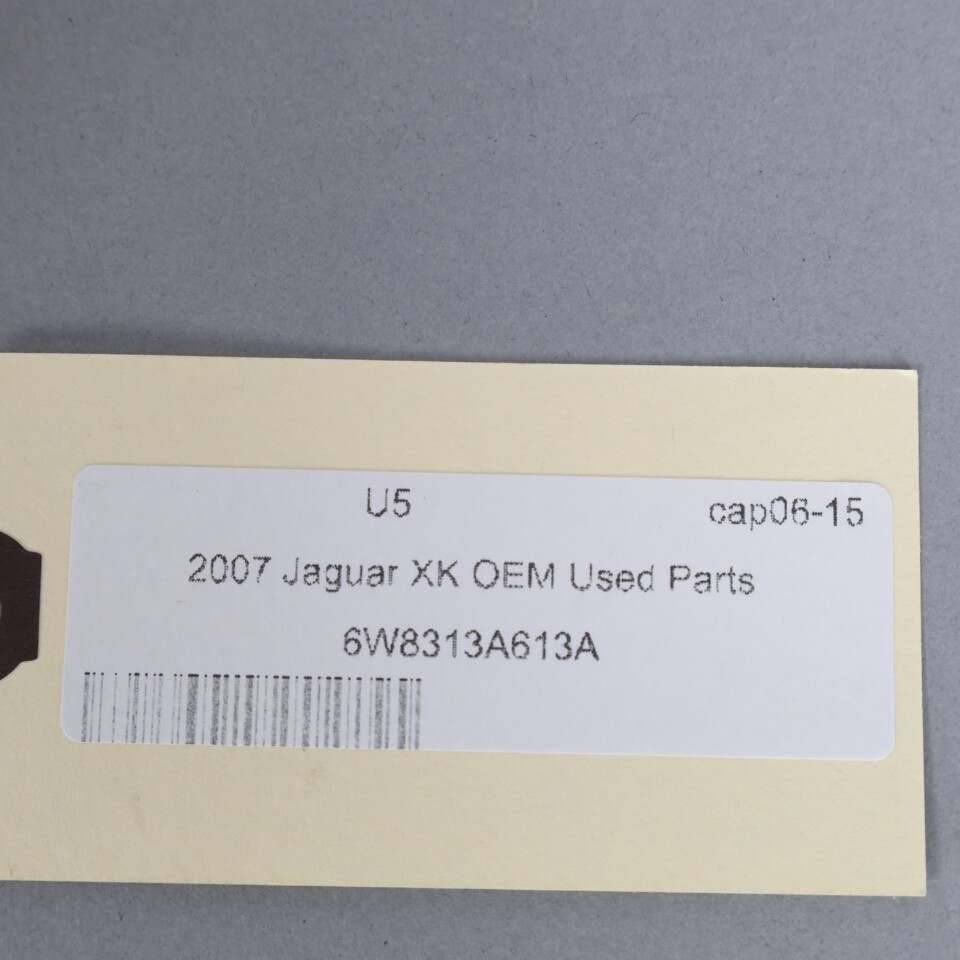 U5 cap06-15
2007 Jaguar XK OEM Used Parts
6W8313A613A